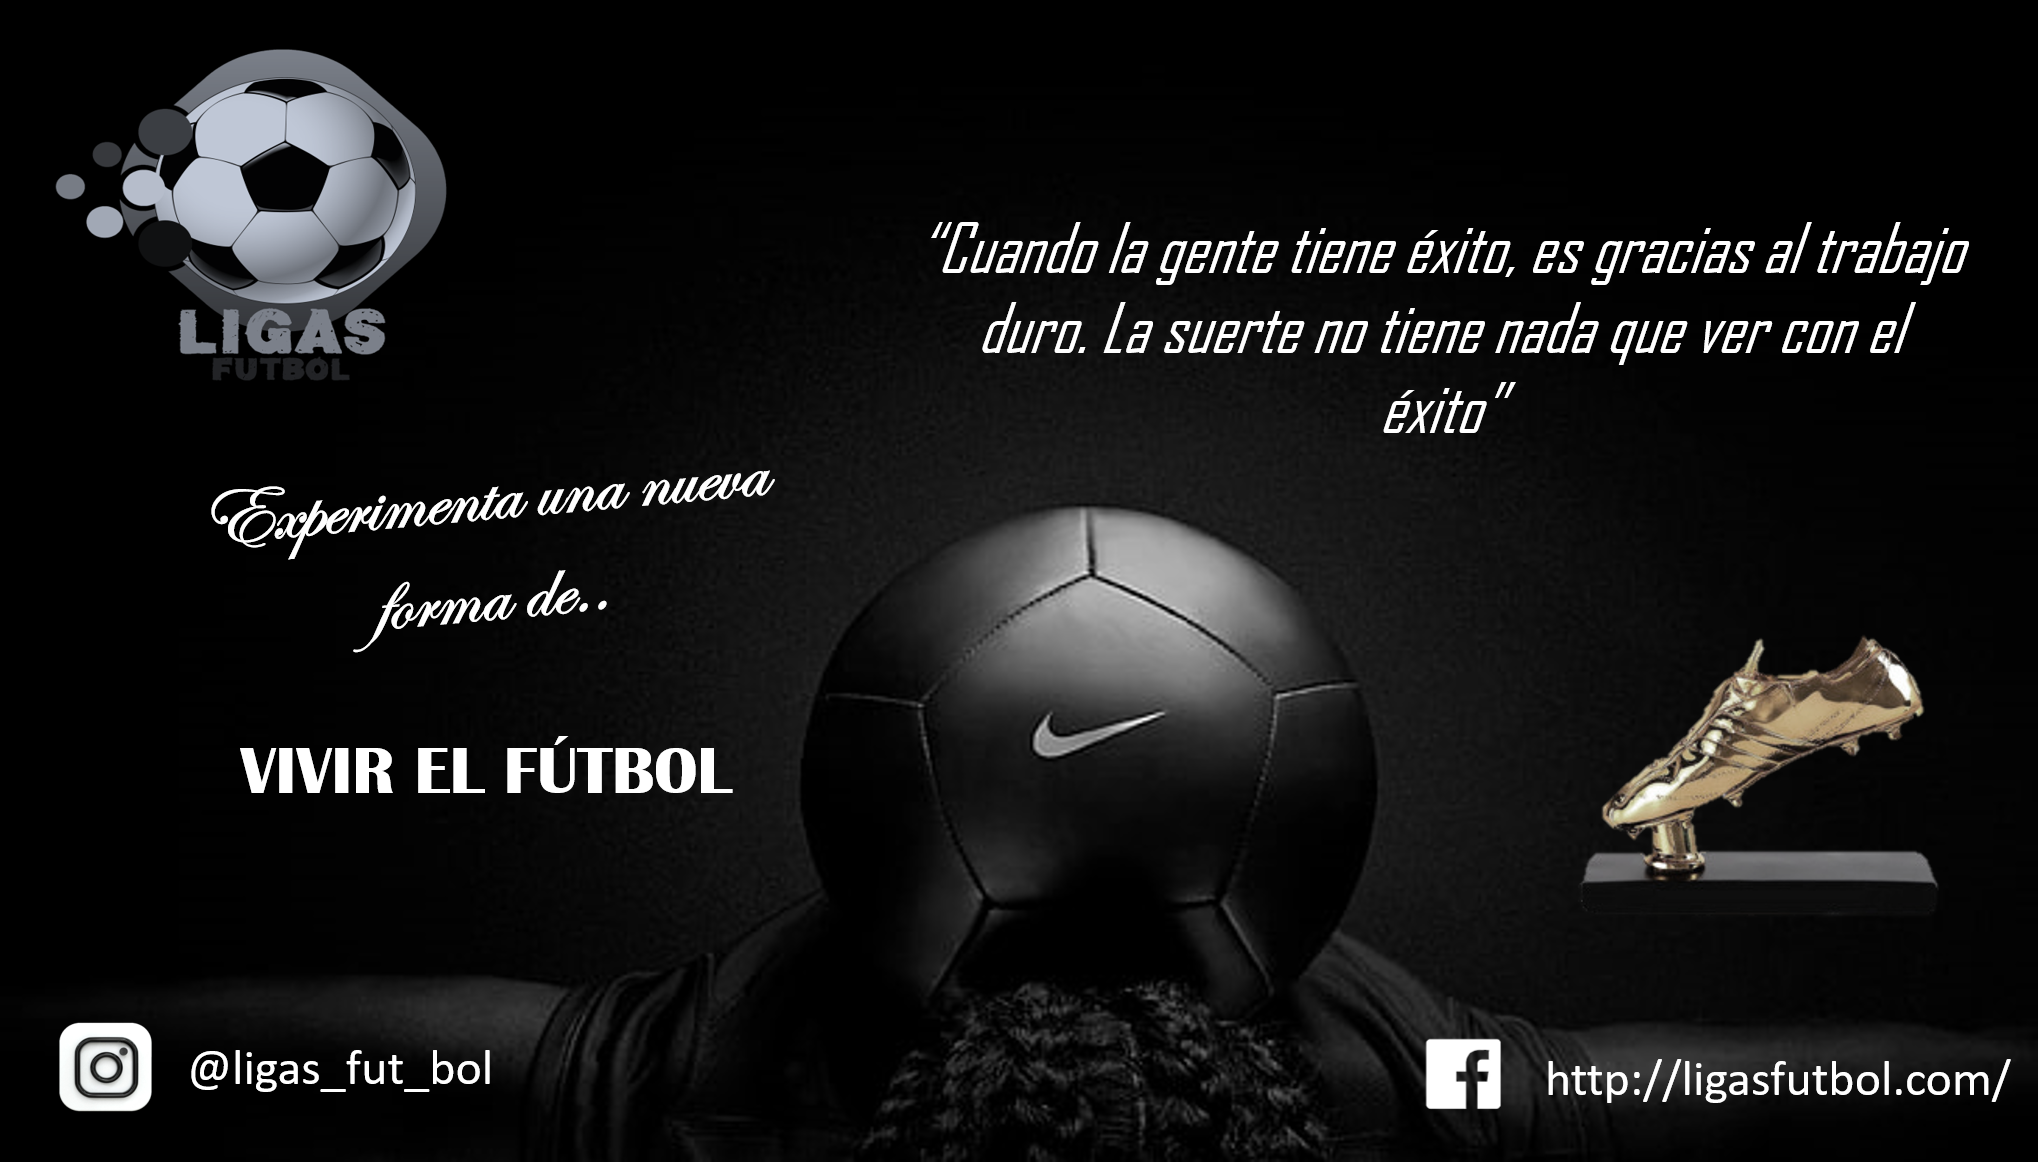 LIGAS
FUTBOL
“Cuando la gente tiene éxito, es gracias al trabajo
duro. La suerte no tiene nada que ver con el
éxito”
Experimenta una nueva
forma de..
VIVIR EL FÚTBOL
@ligas_fut_bol
http://ligasfutbol.com/